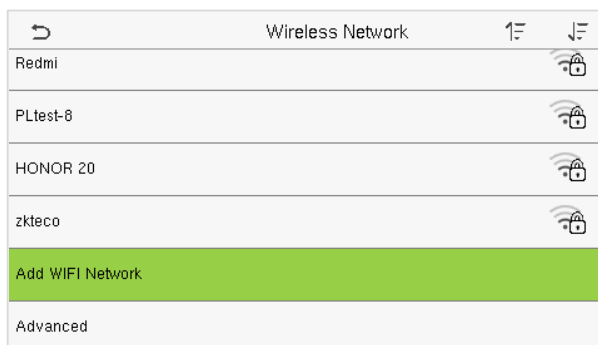 Wireless Network
Redmi
PLtest-8
HONOR 20
zkteco
Add WIFI Network
Advanced